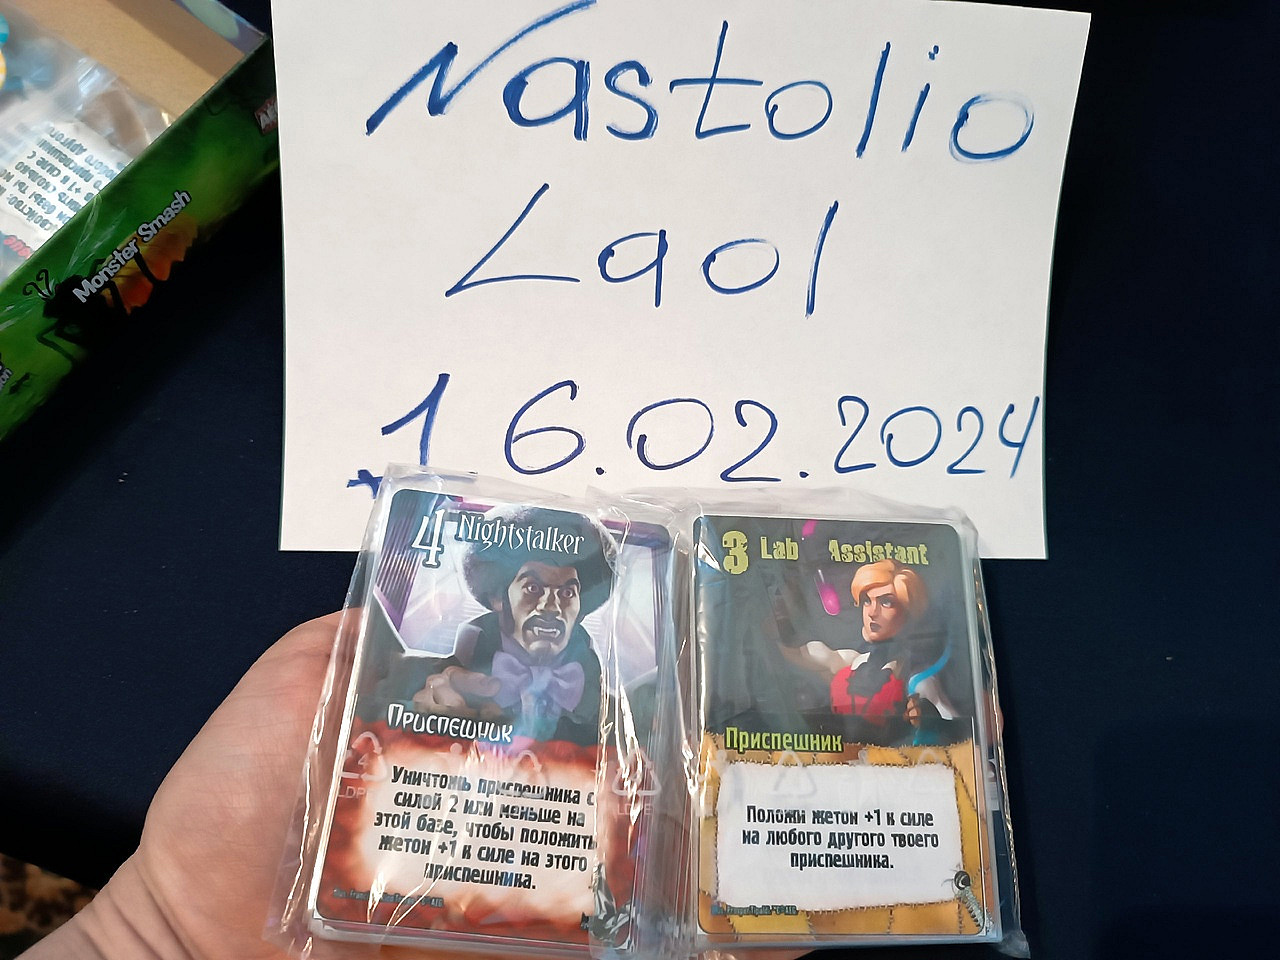 Nastolio
Laol
16.02.2024
Monster Smash
4 Nightstalker
Приспешник
Уничтожь приспешника с
силой 2 или меньше на
этой базе, чтобы положить
жетон +1 к силе на этого
приспешника.
3 Lab Assistant
Приспешник
Положи жетон +1 к силе
на любого другого твоего
приспешника.